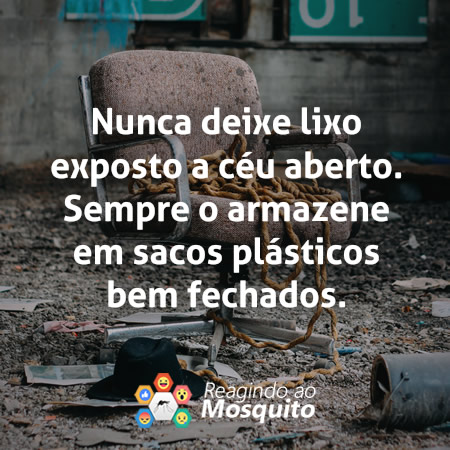 Nunca deixe lixo
exposto a céu aberto.
Sempre o armazene
em sacos plásticos
bem fechados.
Reagindo ao
Mosquito